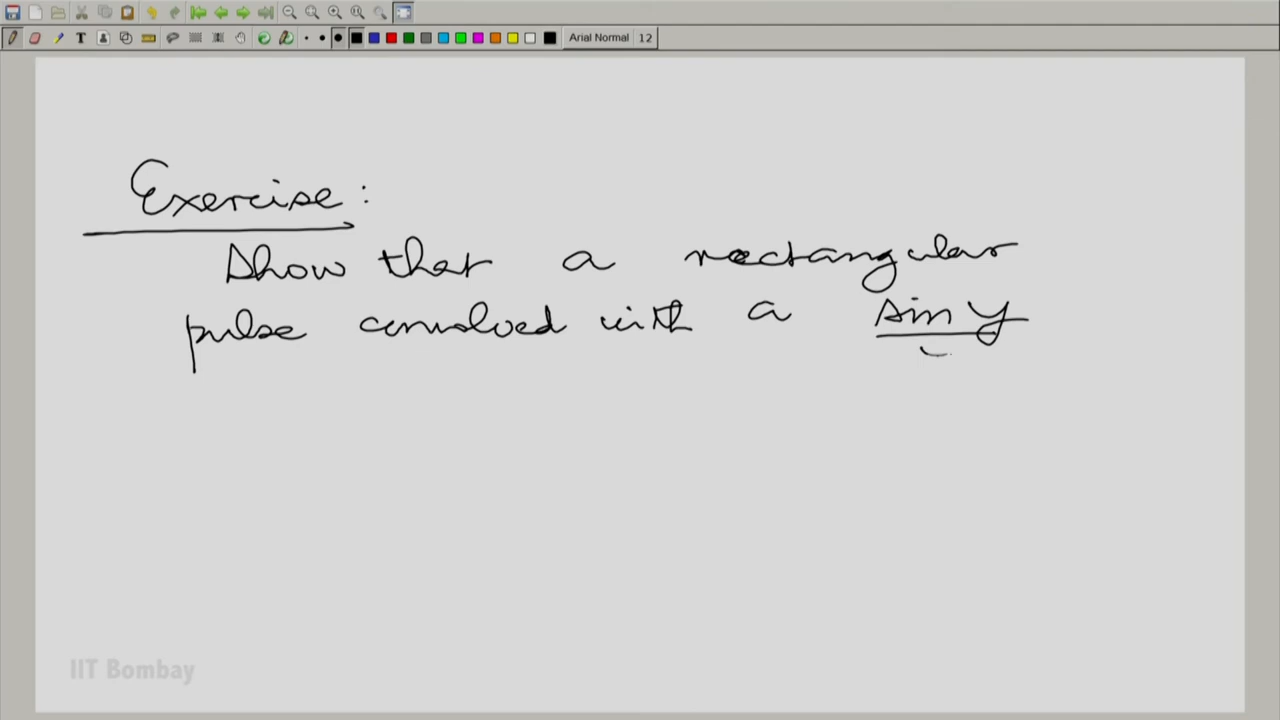 Arial Normal 12
Exercise:
Show that a rectangular
pulse convolved with a sin y
IIT Bombay